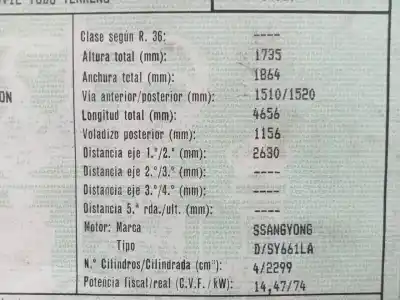 Clase según R. 36: ----
Altura total (mm): 1735
Anchura total (mm): 1864
Vía anterior/posterior (mm): 1510/1520
Longitud total (mm): 4656
Voladizo posterior (mm): 1156
Distancia eje 1.º/2.º (mm): 2630
Distancia eje 2.º/3.º (mm): ----
Distancia eje 3.º/4.º (mm): ----
Distancia 5.ª rda./ult. (mm): ----
Motor: Marca SSANGYONG
Tipo D/SY661LA
N.º Cilindros/Cilindrada (cm³): 4/2299
Potencia fiscal/real (C.V.F. / kW): 14,47/74